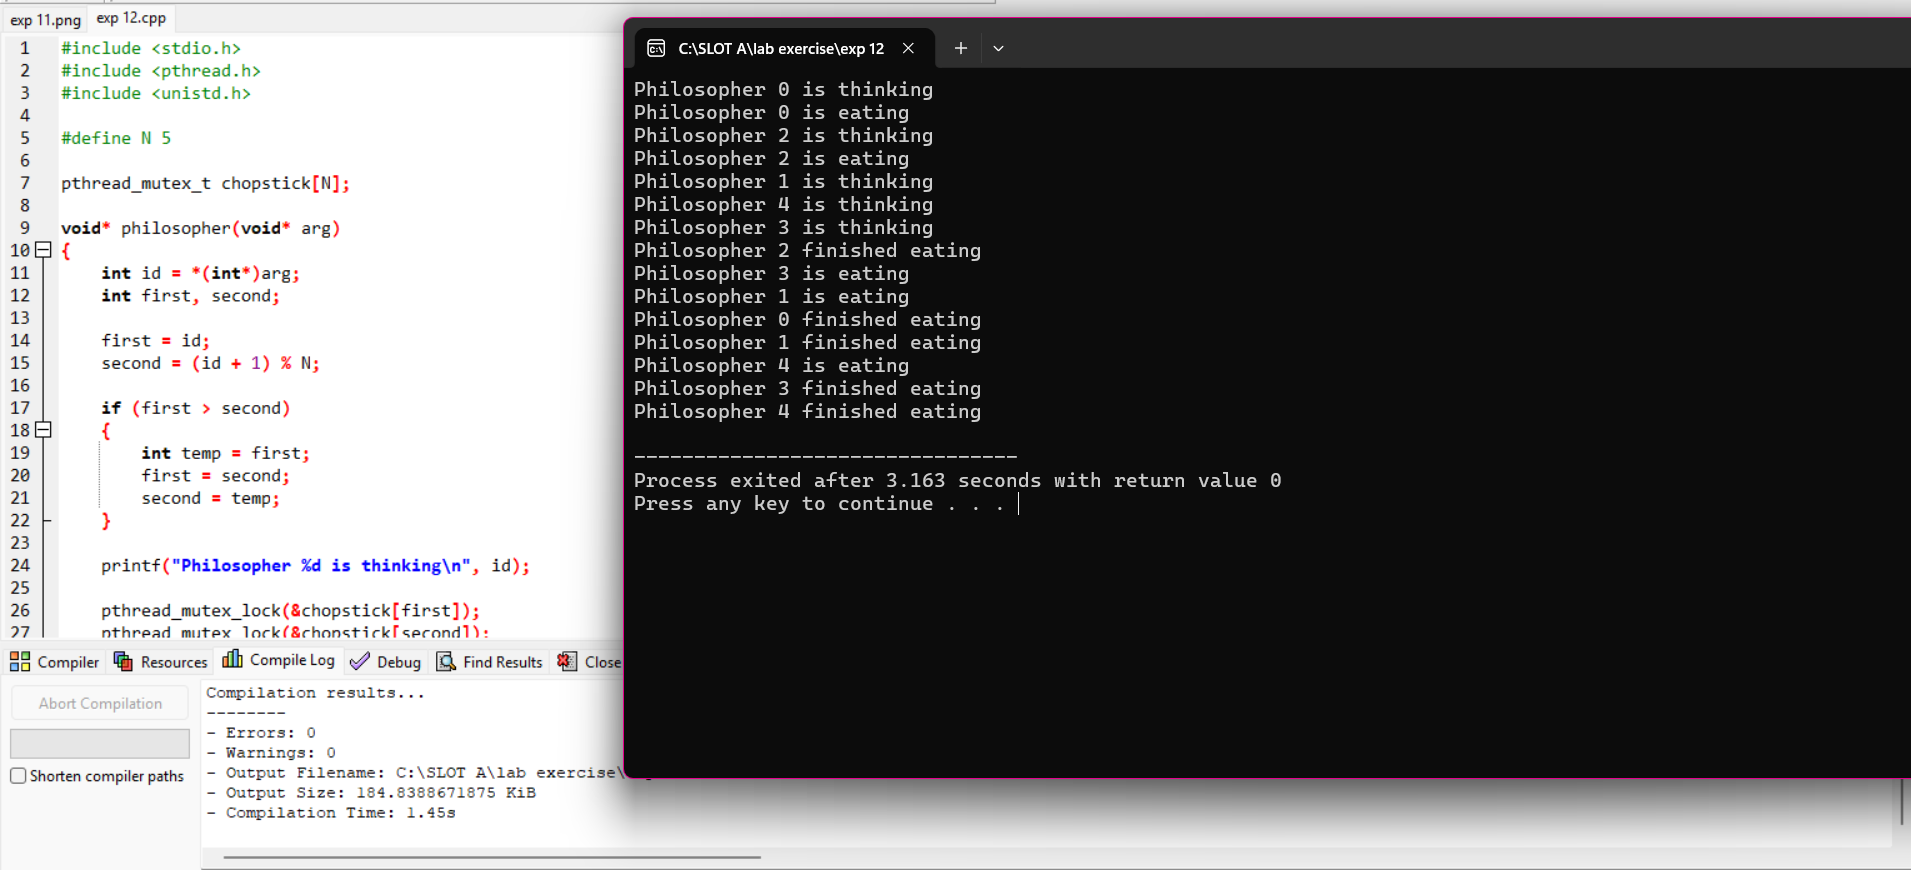 exp 11.png exp 12.cpp
1 #include <stdio.h>
2 #include <pthread.h>
3 #include <unistd.h>
4
5 #define N 5
6
7 pthread_mutex_t chopstick[N];
8
9 void* philosopher(void* arg)
10 {
11 int id = *(int*)arg;
12 int first, second;
13
14 first = id;
15 second = (id + 1) % N;
16
17 if (first > second)
18 {
19 int temp = first;
20 first = second;
21 second = temp;
22 }
23
24 printf("Philosopher %d is thinking\n", id);
25
26 pthread_mutex_lock(&chopstick[first]);
27 pthread_mutex_lock(&chopstick[second]);
C:\SLOT A\lab exercise\exp 12
Philosopher 0 is thinking
Philosopher 0 is eating
Philosopher 2 is thinking
Philosopher 2 is eating
Philosopher 1 is thinking
Philosopher 4 is thinking
Philosopher 3 is thinking
Philosopher 2 finished eating
Philosopher 3 is eating
Philosopher 1 is eating
Philosopher 0 finished eating
Philosopher 1 finished eating
Philosopher 4 is eating
Philosopher 3 finished eating
Philosopher 4 finished eating
--------------------------------
Process exited after 3.163 seconds with return value 0
Press any key to continue . . .
Compiler Resources Compile Log Debug Find Results Close
Abort Compilation
Shorten compiler paths
Compilation results...
--------
- Errors: 0
- Warnings: 0
- Output Filename: C:\SLOT A\lab exercise\
- Output Size: 184.8388671875 KiB
- Compilation Time: 1.45s